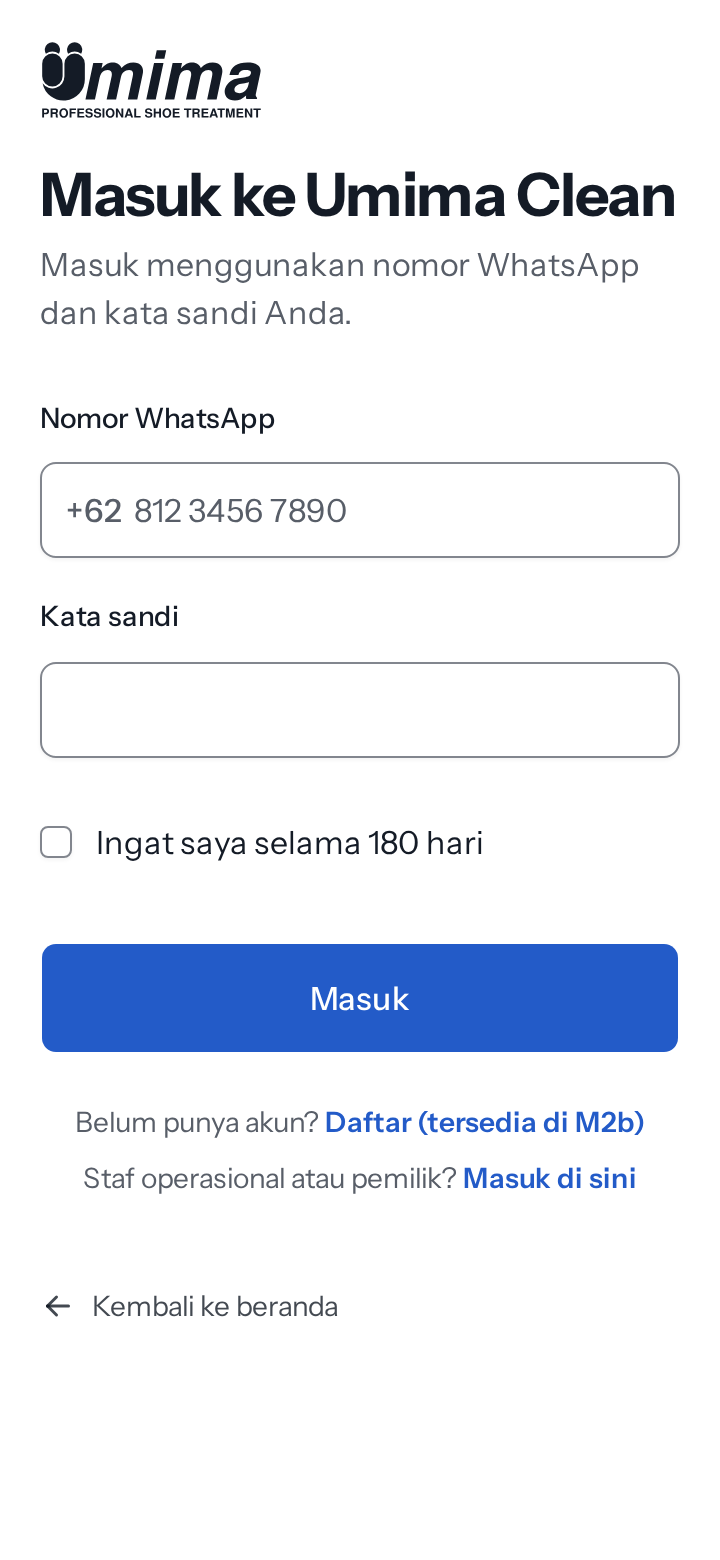 Ümima
PROFESSIONAL SHOE TREATMENT
Masuk ke Umima Clean
Masuk menggunakan nomor WhatsApp
dan kata sandi Anda.
Nomor WhatsApp
+62 812 3456 7890
Kata sandi
Ingat saya selama 180 hari
Masuk
Belum punya akun? Daftar (tersedia di M2b)
Staf operasional atau pemilik? Masuk di sini
← Kembali ke beranda